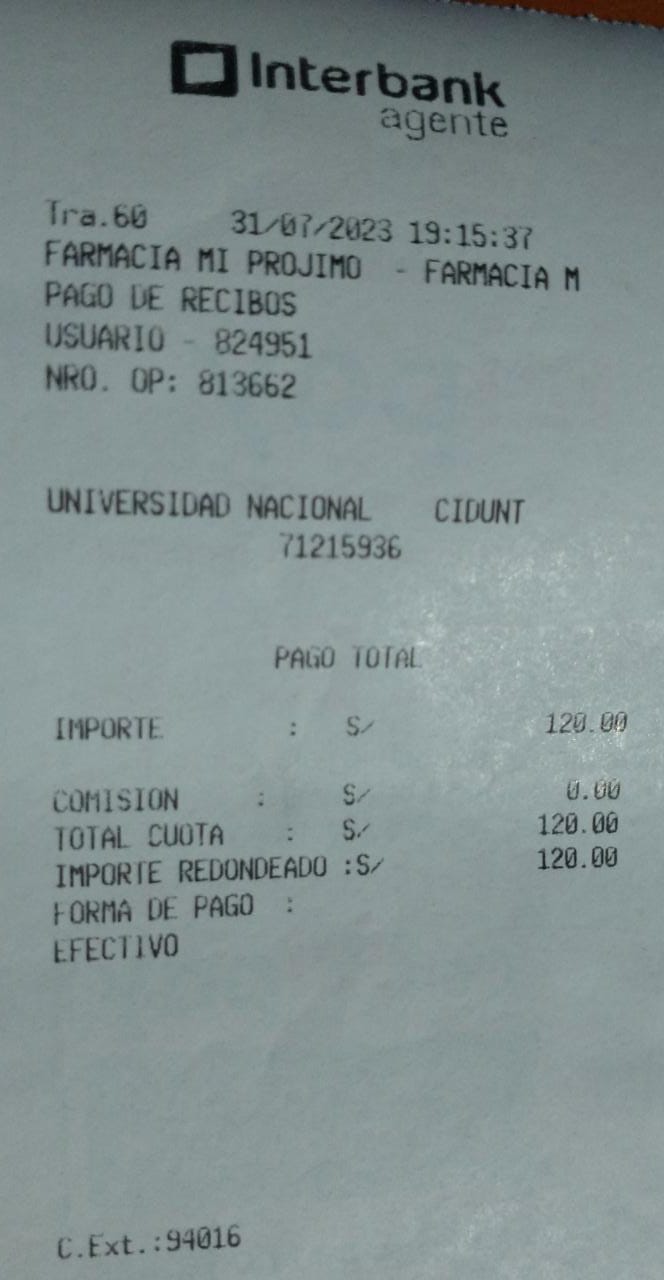 Interbank
agente
Tra.60 31/07/2023 19:15:37
FARMACIA MI PROJIMO - FARMACIA M
PAGO DE RECIBOS
USUARIO - 824951
NRO. OP: 813662
UNIVERSIDAD NACIONAL CIDUNT
71215936
PAGO TOTAL
IMPORTE : S/ 120.00
COMISION : S/ 0.00
TOTAL CUOTA : S/ 120.00
IMPORTE REDONDEADO :S/ 120.00
FORMA DE PAGO :
EFECTIVO
C.Ext.:94016